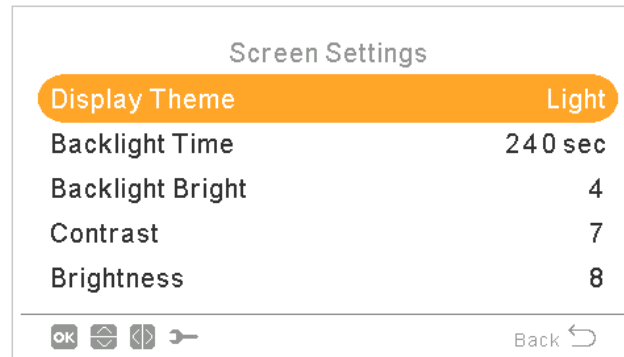 Screen Settings
Display Theme Light
Backlight Time 240 sec
Backlight Bright 4
Contrast 7
Brightness 8
OK Back